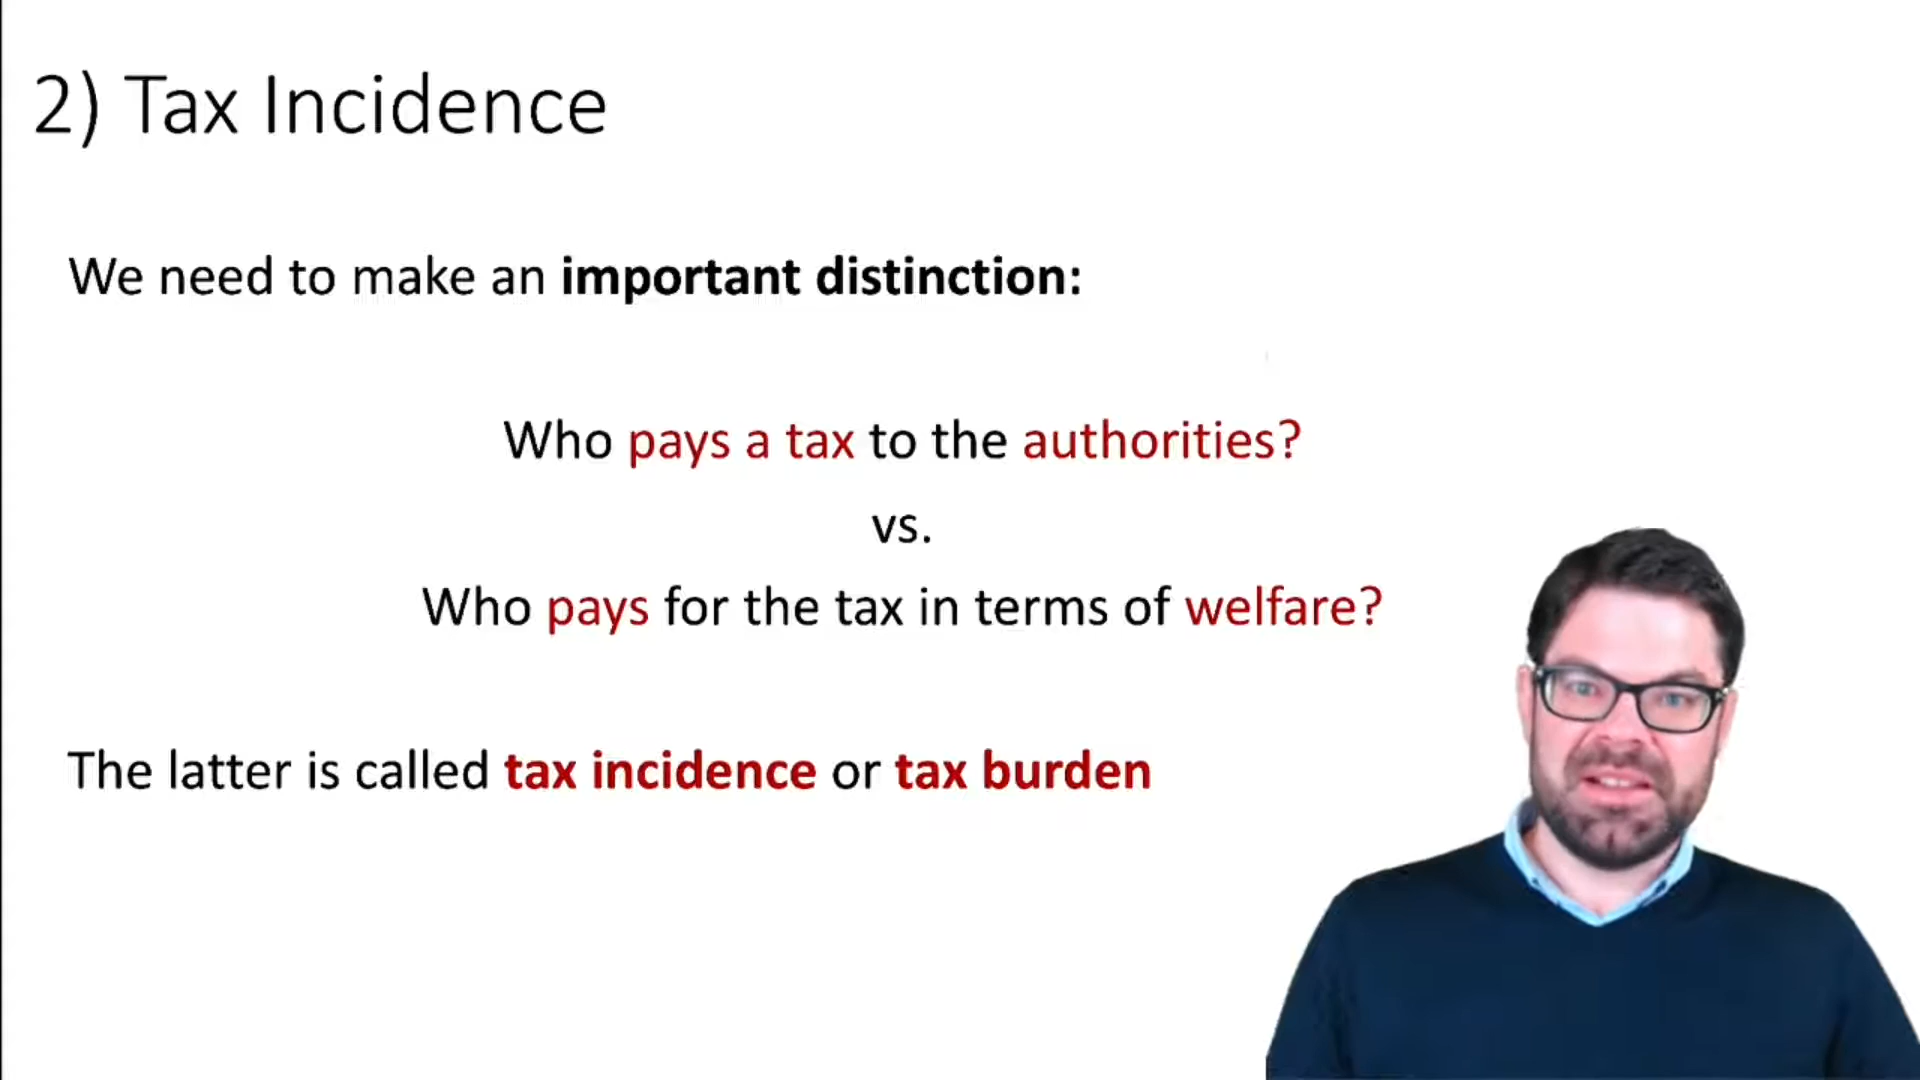 2) Tax Incidence
We need to make an important distinction:
Who pays a tax to the authorities?
vs.
Who pays for the tax in terms of welfare?
The latter is called tax incidence or tax burden